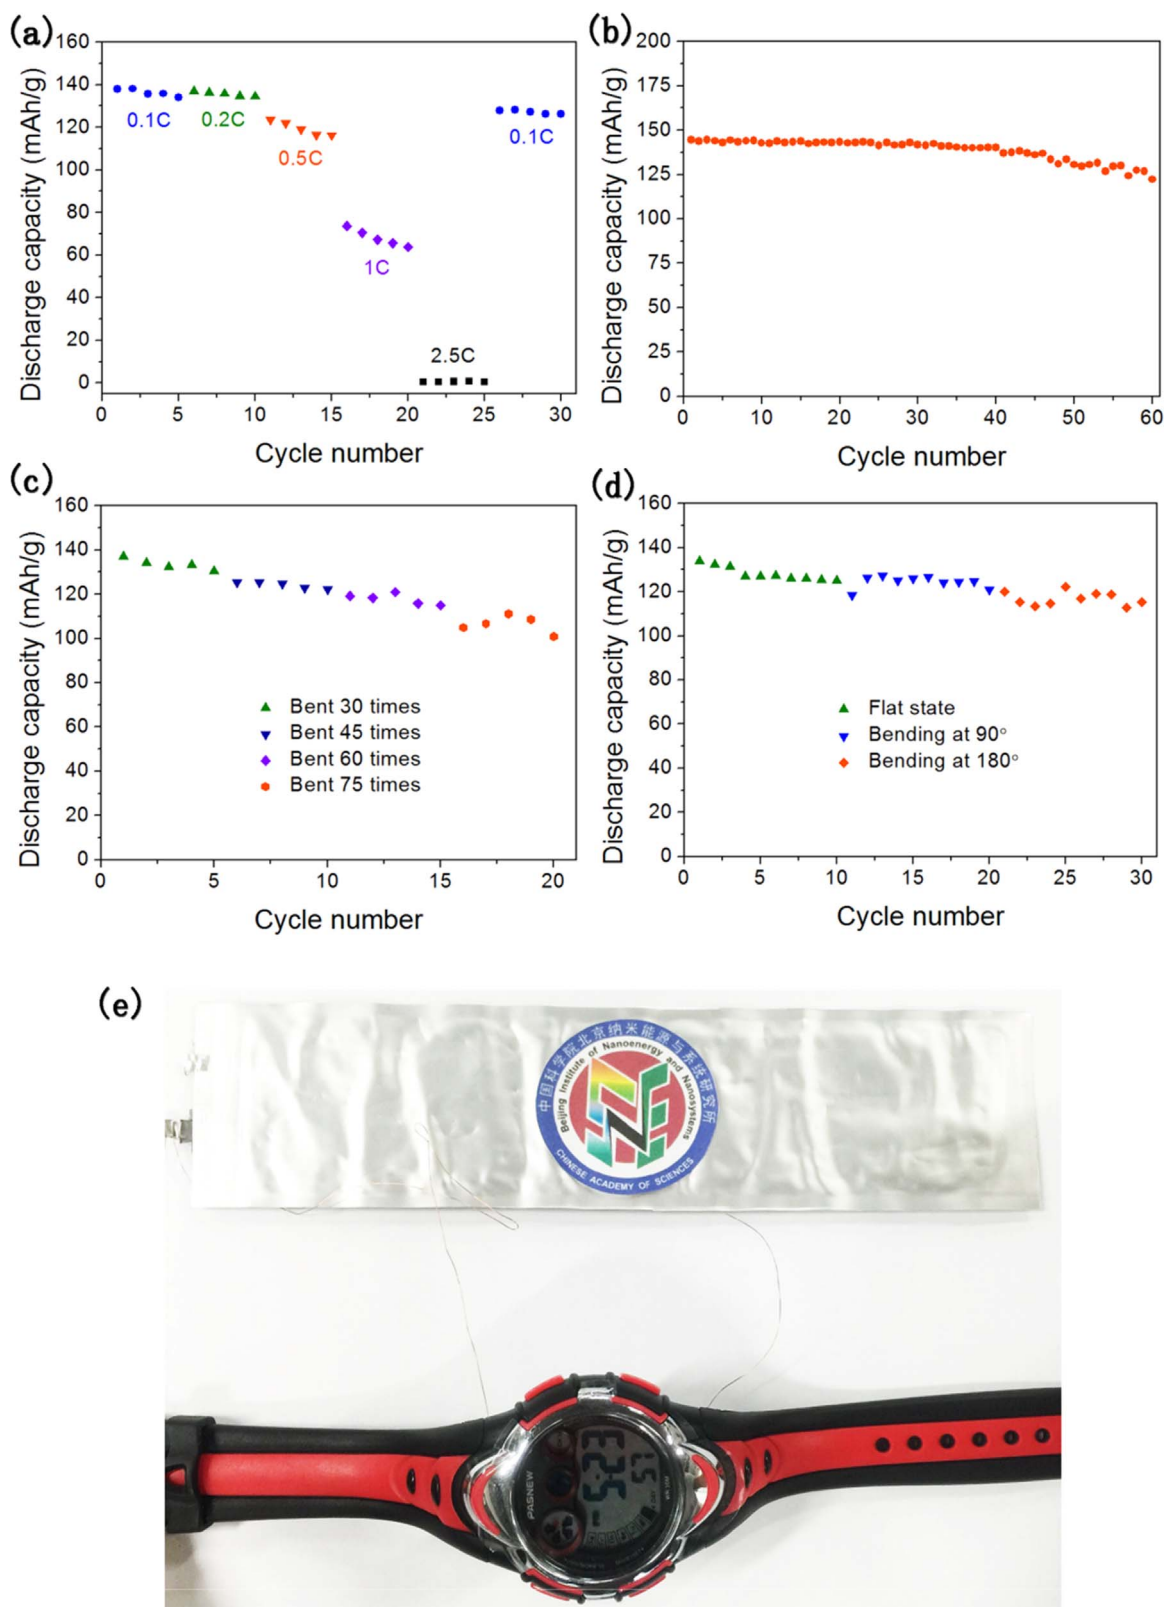 (a)
160
140
120
100
80
60
40
20
0
0.1C
0.2C
0.5C
1C
2.5C
0.1C
0 5 10 15 20 25 30
Discharge capacity (mAh/g)
Cycle number
(b)
200
175
150
125
100
75
50
25
0
0 10 20 30 40 50 60
Discharge capacity (mAh/g)
Cycle number
(c)
160
140
120
100
80
60
40
20
0
Bent 30 times
Bent 45 times
Bent 60 times
Bent 75 times
0 5 10 15 20
Discharge capacity (mAh/g)
Cycle number
(d)
160
140
120
100
80
60
40
20
0
Flat state
Bending at 90°
Bending at 180°
0 5 10 15 20 25 30
Discharge capacity (mAh/g)
Cycle number
(e)
中国科学院北京纳米能源与系统研究所
Beijing Institute of Nanoenergy and Nanosystems
CHINESE ACADEMY OF SCIENCES
PASNEW